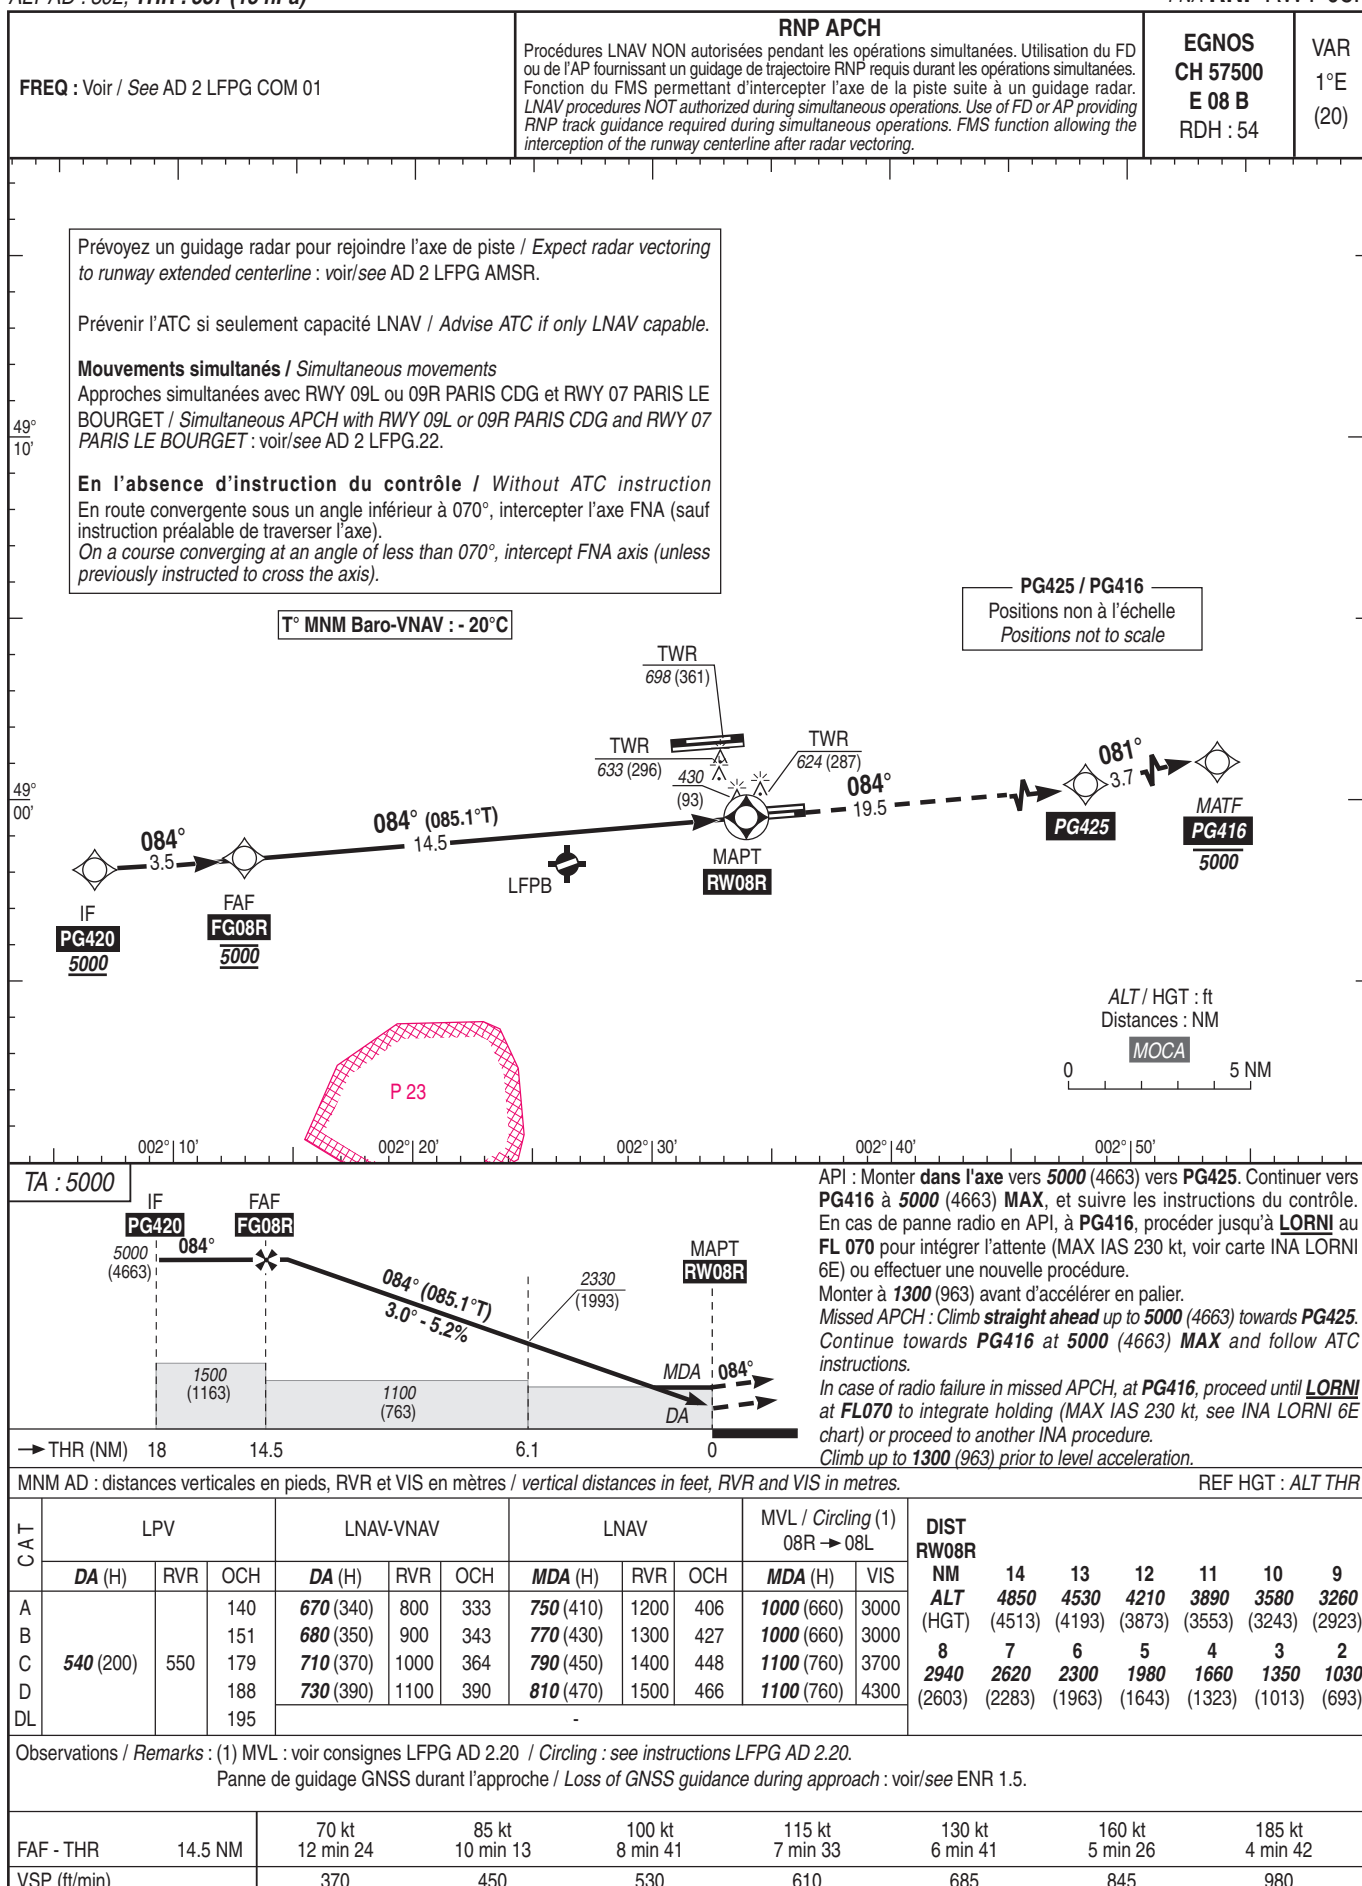 FREQ : Voir / See AD 2 LFPG COM 01
RNP APCH
Procédures LNAV NON autorisées pendant les opérations simultanées. Utilisation du FD
ou de l'AP fournissant un guidage de trajectoire RNP requis durant les opérations simultanées.
Fonction du FMS permettant d'intercepter l'axe de la piste suite à un guidage radar.
LNAV procedures NOT authorized during simultaneous operations. Use of FD or AP providing
RNP track guidance required during simultaneous operations. FMS function allowing the
interception of the runway centerline after radar vectoring.
EGNOS
CH 57500
E 08 B
RDH : 54
VAR
1°E
(20)
Prévoyez un guidage radar pour rejoindre l'axe de piste / Expect radar vectoring
to runway extended centerline : voir/see AD 2 LFPG AMSR.
Prévenir l'ATC si seulement capacité LNAV / Advise ATC if only LNAV capable.
Mouvements simultanés / Simultaneous movements
Approches simultanées avec RWY 09L ou 09R PARIS CDG et RWY 07 PARIS LE
BOURGET / Simultaneous APCH with RWY 09L or 09R PARIS CDG and RWY 07
PARIS LE BOURGET : voir/see AD 2 LFPG.22.
En l'absence d'instruction du contrôle / Without ATC instruction
En route convergente sous un angle inférieur à 070°, intercepter l'axe FNA (sauf
instruction préalable de traverser l'axe).
On a course converging at an angle of less than 070°, intercept FNA axis (unless
previously instructed to cross the axis).
49°
10'
T° MNM Baro-VNAV : - 20°C
PG425 / PG416
Positions non à l'échelle
Positions not to scale
TWR
698 (361)
TWR
633 (296)
TWR
624 (287)
430
(93)
49°
00'
084°
3.5
084° (085.1°T)
14.5
084°
19.5
081°
3.7
LFPB
MAPT
RW08R
PG425
MATF
PG416
5000
IF
PG420
5000
FAF
FG08R
5000
P 23
ALT / HGT : ft
Distances : NM
MOCA
0 5 NM
002° 10' 002° 20' 002° 30' 002° 40' 002° 50'
TA : 5000
IF
PG420
FAF
FG08R
MAPT
RW08R
5000
(4663)
084°
084° (085.1°T)
3.0° - 5.2%
2330
(1993)
1500
(1163)
1100
(763)
MDA
084°
DA
THR (NM) 18 14.5 6.1 0
API : Monter dans l'axe vers 5000 (4663) vers PG425. Continuer vers
PG416 à 5000 (4663) MAX, et suivre les instructions du contrôle.
En cas de panne radio en API, à PG416, procéder jusqu'à LORNI au
FL 070 pour intégrer l'attente (MAX IAS 230 kt, voir carte INA LORNI
6E) ou effectuer une nouvelle procédure.
Monter à 1300 (963) avant d'accélérer en palier.
Missed APCH : Climb straight ahead up to 5000 (4663) towards PG425.
Continue towards PG416 at 5000 (4663) MAX and follow ATC
instructions.
In case of radio failure in missed APCH, at PG416, proceed until LORNI
at FL070 to integrate holding (MAX IAS 230 kt, see INA LORNI 6E
chart) or proceed to another INA procedure.
Climb up to 1300 (963) prior to level acceleration.
MNM AD : distances verticales en pieds, RVR et VIS en mètres / vertical distances in feet, RVR and VIS in metres. REF HGT : ALT THR
CAT LPV LNAV-VNAV LNAV MVL / Circling (1)
08R → 08L
DA (H) RVR OCH DA (H) RVR OCH MDA (H) RVR OCH MDA (H) VIS
A 140 670 (340) 800 333 750 (410) 1200 406 1000 (660) 3000
B 151 680 (350) 900 343 770 (430) 1300 427 1000 (660) 3000
C 540 (200) 550 179 710 (370) 1000 364 790 (450) 1400 448 1100 (760) 3700
D 188 730 (390) 1100 390 810 (470) 1500 466 1100 (760) 4300
DL 195 -
DIST
RW08R
NM 14 13 12 11 10 9
ALT 4850 4530 4210 3890 3580 3260
(HGT) (4513) (4193) (3873) (3553) (3243) (2923)
8 7 6 5 4 3 2
2940 2620 2300 1980 1660 1350 1030
(2603) (2283) (1963) (1643) (1323) (1013) (693)
Observations / Remarks : (1) MVL : voir consignes LFPG AD 2.20 / Circling : see instructions LFPG AD 2.20.
Panne de guidage GNSS durant l'approche / Loss of GNSS guidance during approach : voir/see ENR 1.5.
70 kt 85 kt 100 kt 115 kt 130 kt 160 kt 185 kt
FAF - THR 14.5 NM 12 min 24 10 min 13 8 min 41 7 min 33 6 min 41 5 min 26 4 min 42
VSP (ft/min) 370 450 530 610 685 845 980